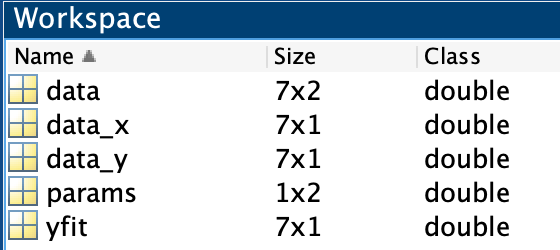 Workspace
Name Size Class
data 7x2 double
data_x 7x1 double
data_y 7x1 double
params 1x2 double
yfit 7x1 double